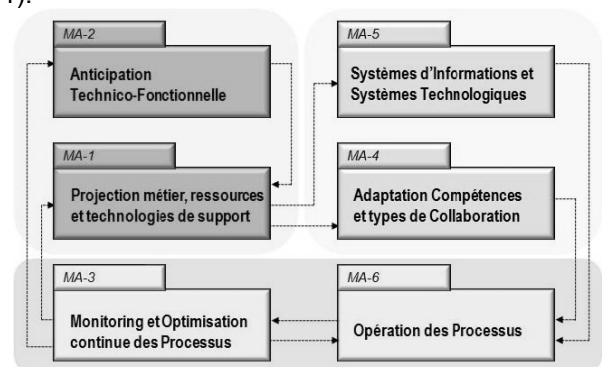 1).
MA-2
Anticipation
Technico-Fonctionnelle
MA-5
Systèmes d'Informations et
Systèmes Technologiques
MA-1
Projection métier, ressources
et technologies de support
MA-4
Adaptation Compétences
et types de Collaboration
MA-3
Monitoring et Optimisation
continue des Processus
MA-6
Opération des Processus